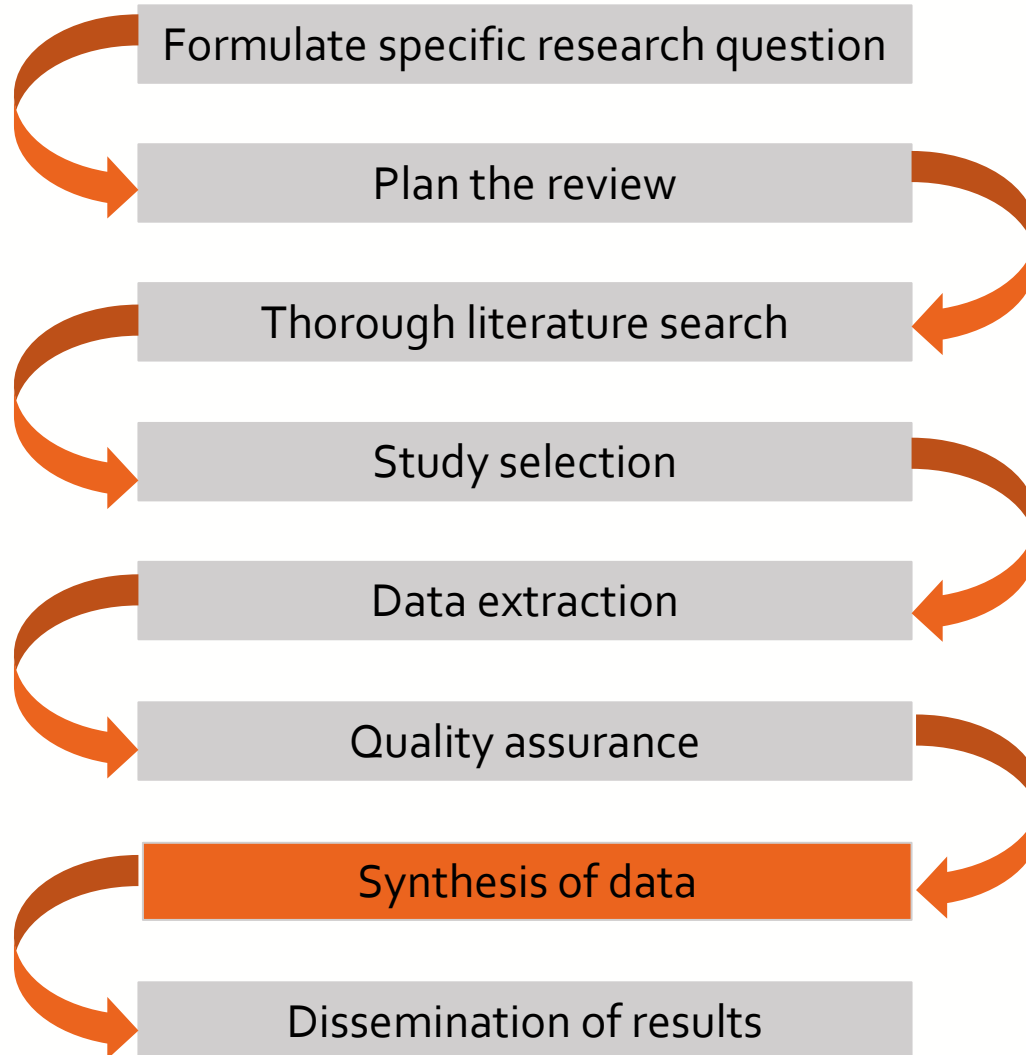 Formulate specific research question
Plan the review
Thorough literature search
Study selection
Data extraction
Quality assurance
Synthesis of data
Dissemination of results